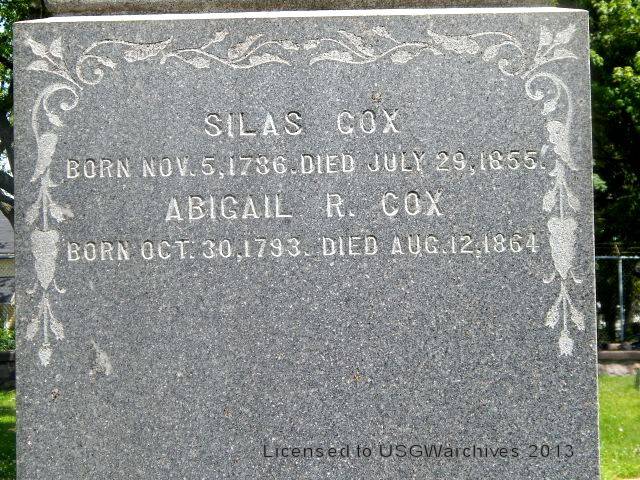 SILAS COX
BORN NOV. 5, 1786. DIED JULY 29, 1855.
ABIGAIL R. COX
BORN OCT. 30, 1793. DIED AUG. 12, 1864
Licensed to USGWarchives 2013